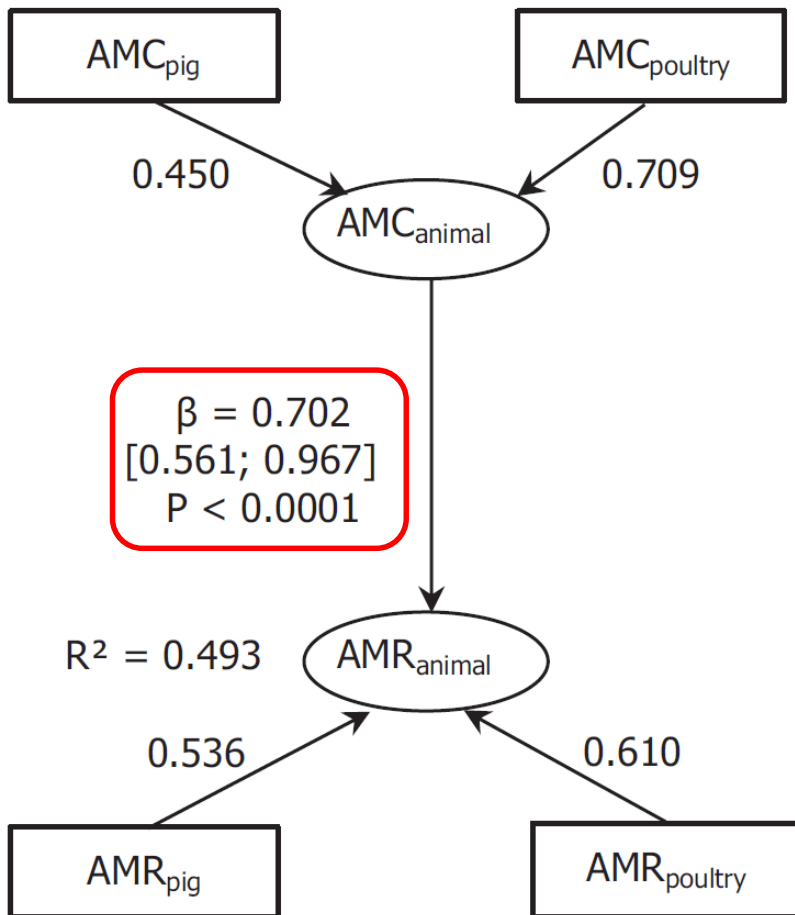 AMCpig
AMCpoultry
0.450
0.709
AMCanimal
β = 0.702
[0.561; 0.967]
P < 0.0001
R² = 0.493
AMRanimal
0.536
0.610
AMRpig
AMRpoultry